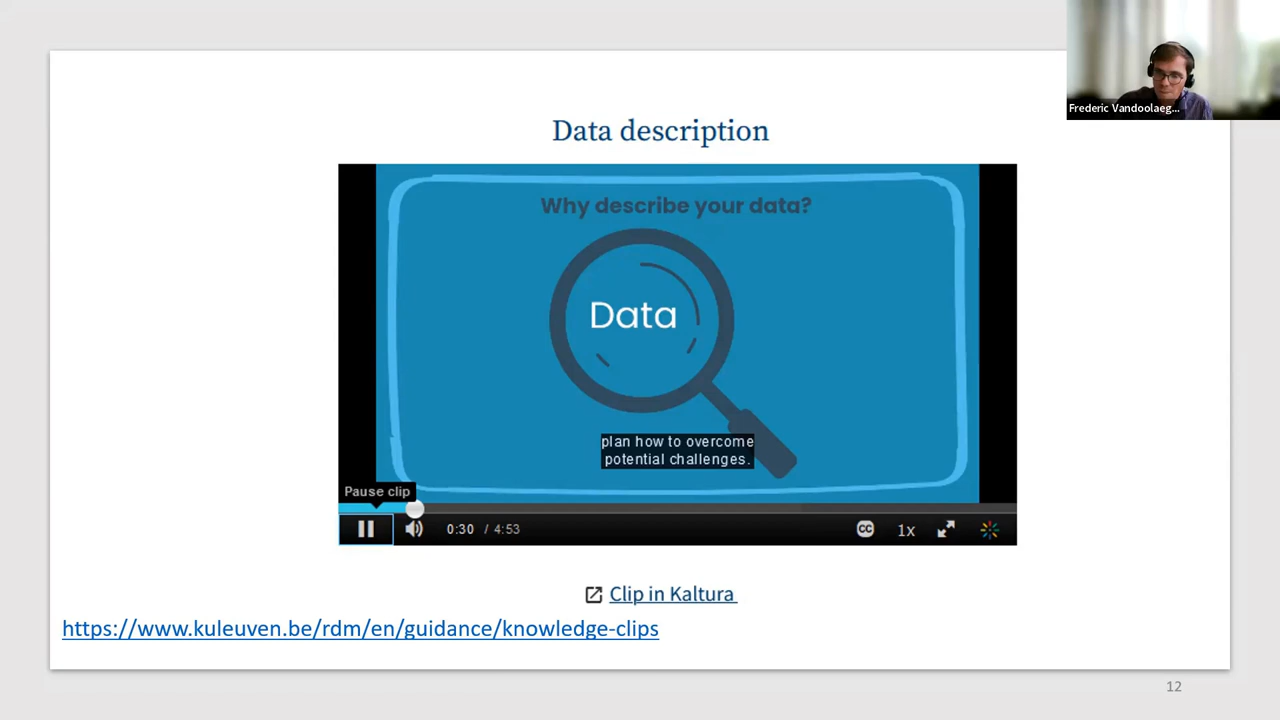 Frederic Vandoolaeg...
Data description
Why describe your data?
Data
plan how to overcome
potential challenges.
Pause clip
0:30 / 4:53
CC
1x
Clip in Kaltura
https://www.kuleuven.be/rdm/en/guidance/knowledge-clips
12